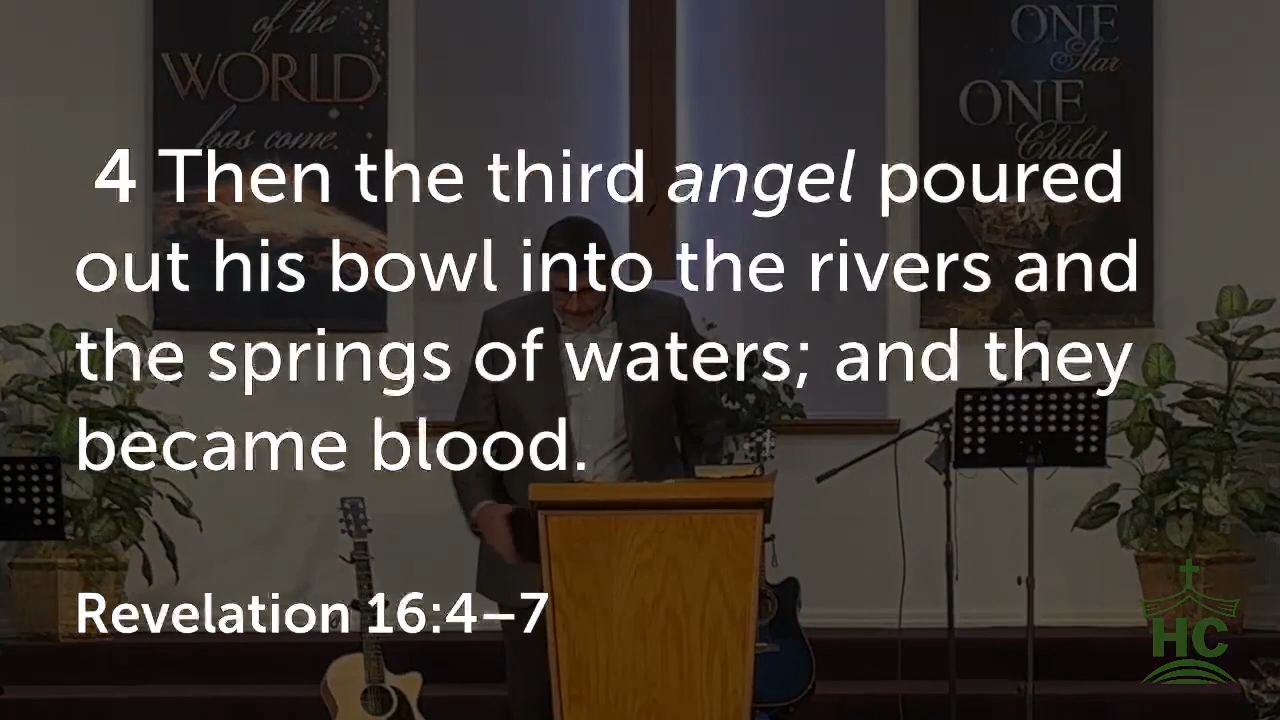 of the
WORLD
has come.
ONE
Star
ONE
Child
4 Then the third angel poured
out his bowl into the rivers and
the springs of waters; and they
became blood.
Revelation 16:4–7
HC